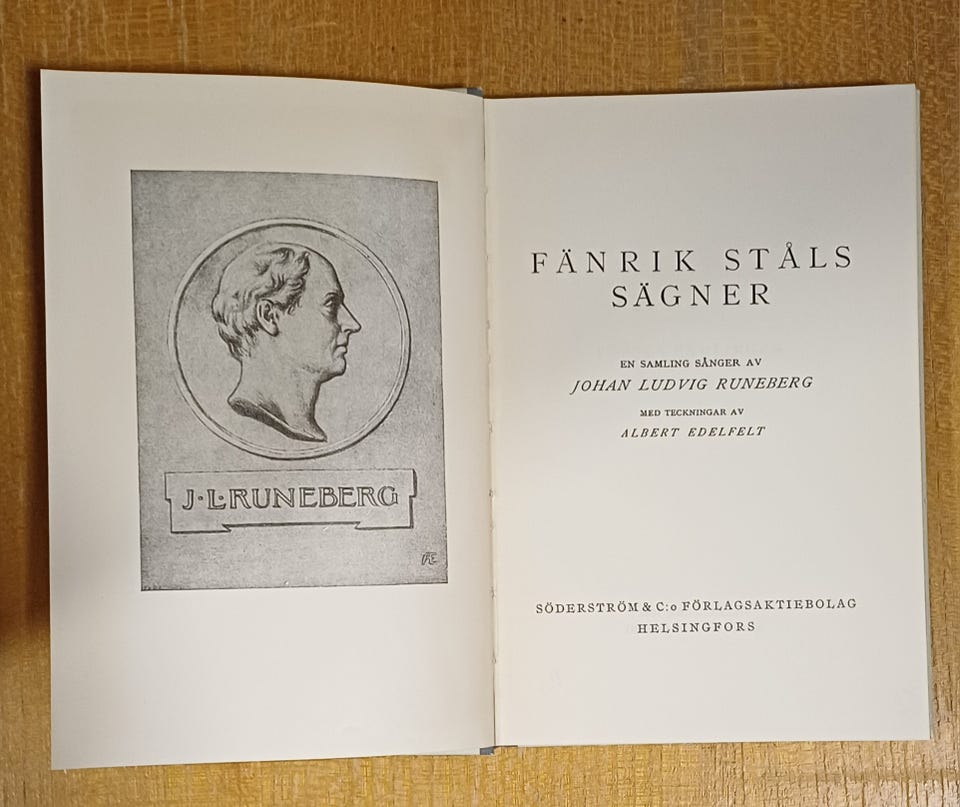 J·L·RUNEBERG
AE
FÄNRIK STÅLS
SÄGNER
EN SAMLING SÅNGER AV
JOHAN LUDVIG RUNEBERG
MED TECKNINGAR AV
ALBERT EDELFELT
SÖDERSTRÖM & C:o FÖRLAGSAKTIEBOLAG
HELSINGFORS